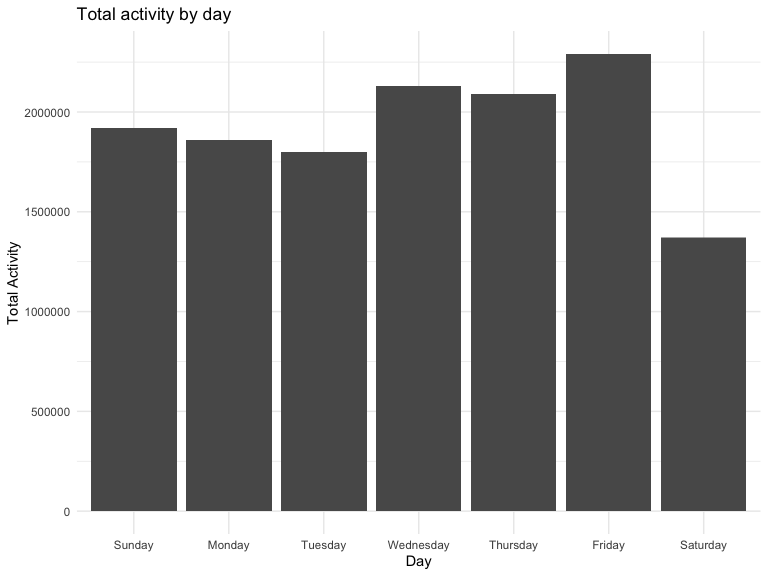 Total activity by day
Total Activity
2000000
1500000
1000000
500000
0
Sunday Monday Tuesday Wednesday Thursday Friday Saturday
Day